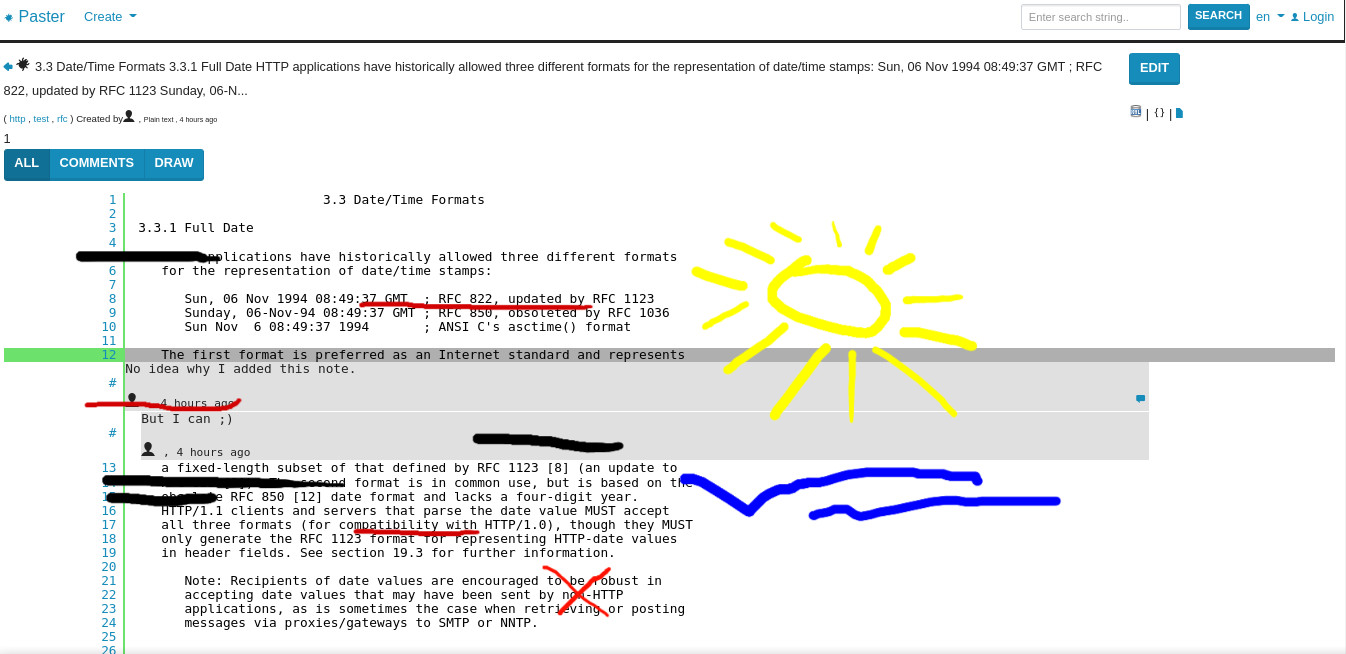 Paster Create Enter search string.. SEARCH en Login
3.3 Date/Time Formats 3.3.1 Full Date HTTP applications have historically allowed three different formats for the representation of date/time stamps: Sun, 06 Nov 1994 08:49:37 GMT ; RFC
822, updated by RFC 1123 Sunday, 06-N...
EDIT
( http , test , rfc ) Created by , Plain text , 4 hours ago
| {} |
1
ALL COMMENTS DRAW
1 3.3 Date/Time Formats
2
3 3.3.1 Full Date
4
applications have historically allowed three different formats
6 for the representation of date/time stamps:
7
8 Sun, 06 Nov 1994 08:49:37 GMT ; RFC 822, updated by RFC 1123
9 Sunday, 06-Nov-94 08:49:37 GMT ; RFC 850, obsoleted by RFC 1036
10 Sun Nov  6 08:49:37 1994 ; ANSI C's asctime() format
11
12 The first format is preferred as an Internet standard and represents
No idea why I added this note.
#
, 4 hours ago
But I can ;)
#
, 4 hours ago
13 a fixed-length subset of that defined by RFC 1123 [8] (an update to
second format is in common use, but is based on the
RFC 850 [12] date format and lacks a four-digit year.
16 HTTP/1.1 clients and servers that parse the date value MUST accept
17 all three formats (for compatibility with HTTP/1.0), though they MUST
18 only generate the RFC 1123 format for representing HTTP-date values
19 in header fields. See section 19.3 for further information.
20
21 Note: Recipients of date values are encouraged to be robust in
22 accepting date values that may have been sent by non-HTTP
23 applications, as is sometimes the case when retrieving or posting
24 messages via proxies/gateways to SMTP or NNTP.
25
26